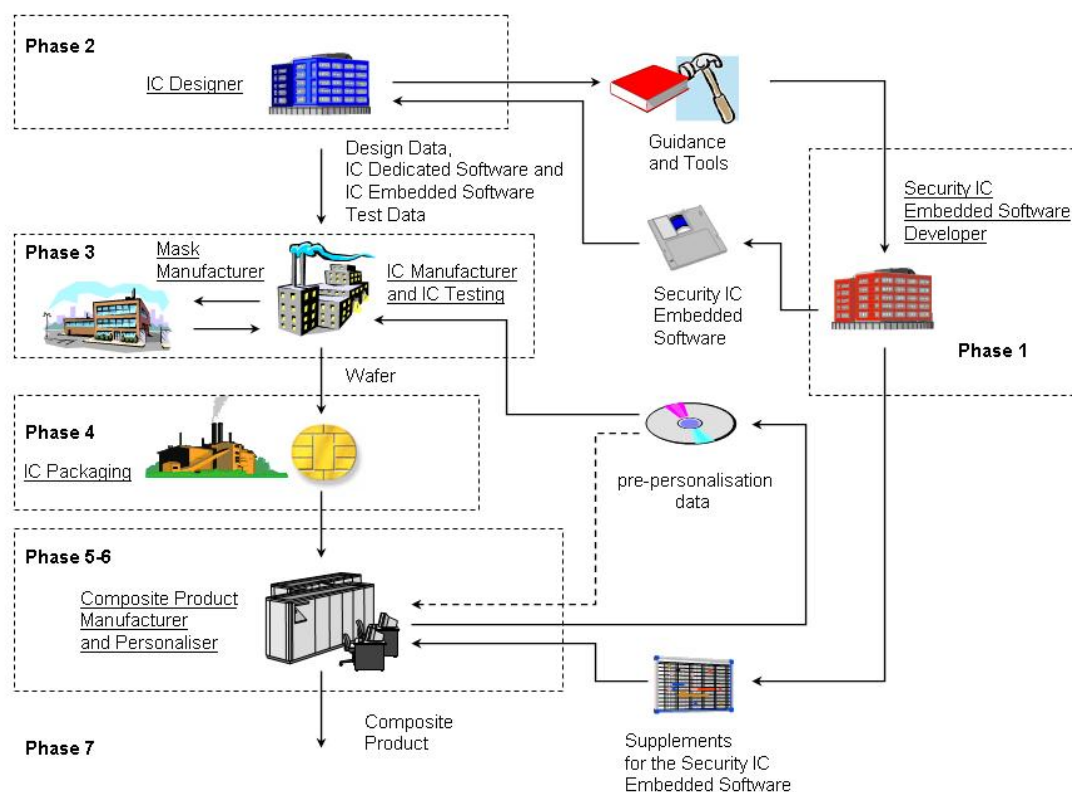 Phase 2
IC Designer
Guidance
and Tools
Design Data,
IC Dedicated Software and
IC Embedded Software
Test Data
Security IC
Embedded Software
Developer
Phase 1
Security IC
Embedded
Software
Phase 3
Mask
Manufacturer
IC Manufacturer
and IC Testing
Wafer
Phase 4
IC Packaging
pre-personalisation
data
Phase 5-6
Composite Product
Manufacturer
and Personaliser
Composite
Product
Supplements
for the Security IC
Embedded Software
Phase 7